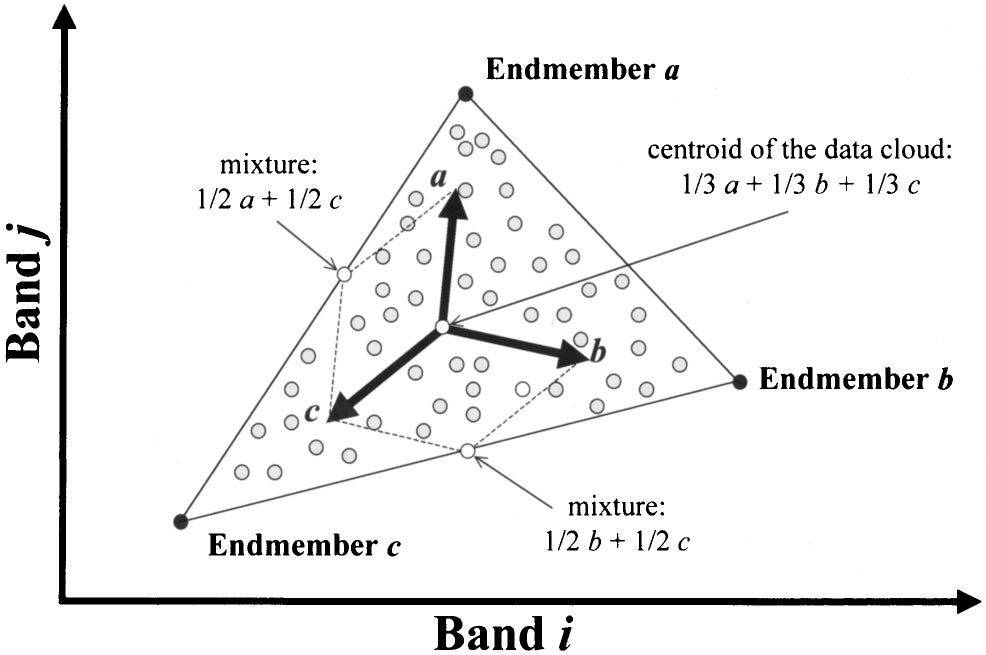 Endmember a
mixture:
1/2 a + 1/2 c
centroid of the data cloud:
1/3 a + 1/3 b + 1/3 c
a
b
c
Endmember b
mixture:
1/2 b + 1/2 c
Endmember c
Band j
Band i